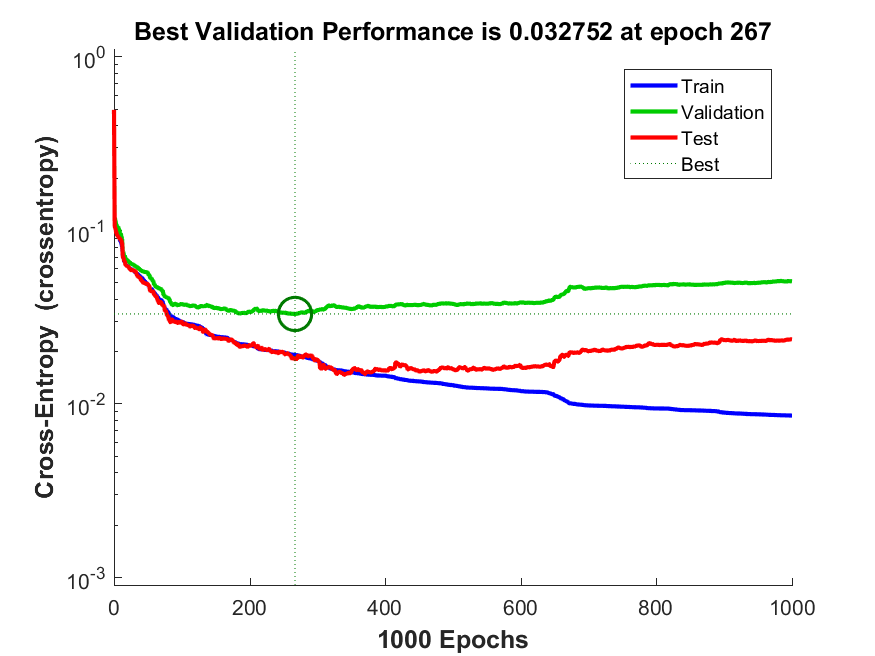 Best Validation Performance is 0.032752 at epoch 267
10^0
10^-1
10^-2
10^-3
Cross-Entropy (crossentropy)
Train
Validation
Test
Best
0 200 400 600 800 1000
1000 Epochs